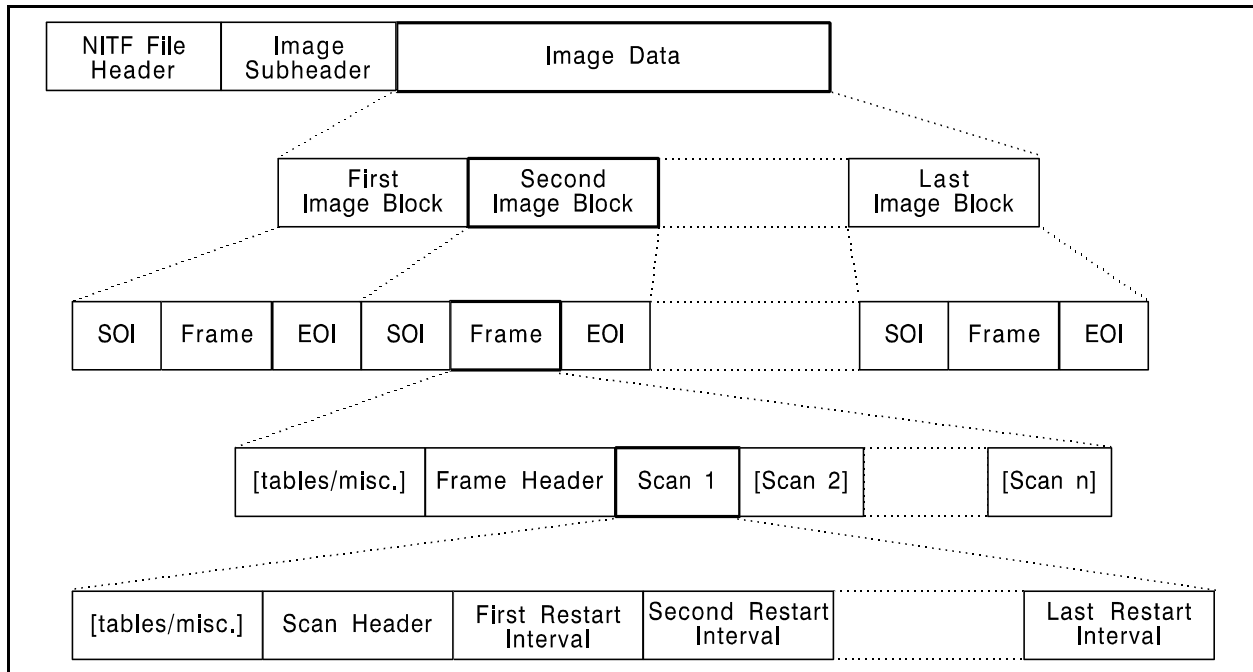 NITF File
Header
Image
Subheader
Image Data
First
Image Block
Second
Image Block
Last
Image Block
SOI
Frame
EOI
SOI
Frame
EOI
SOI
Frame
EOI
[tables/misc.]
Frame Header
Scan 1
[Scan 2]
[Scan n]
[tables/misc.]
Scan Header
First Restart
Interval
Second Restart
Interval
Last Restart
Interval